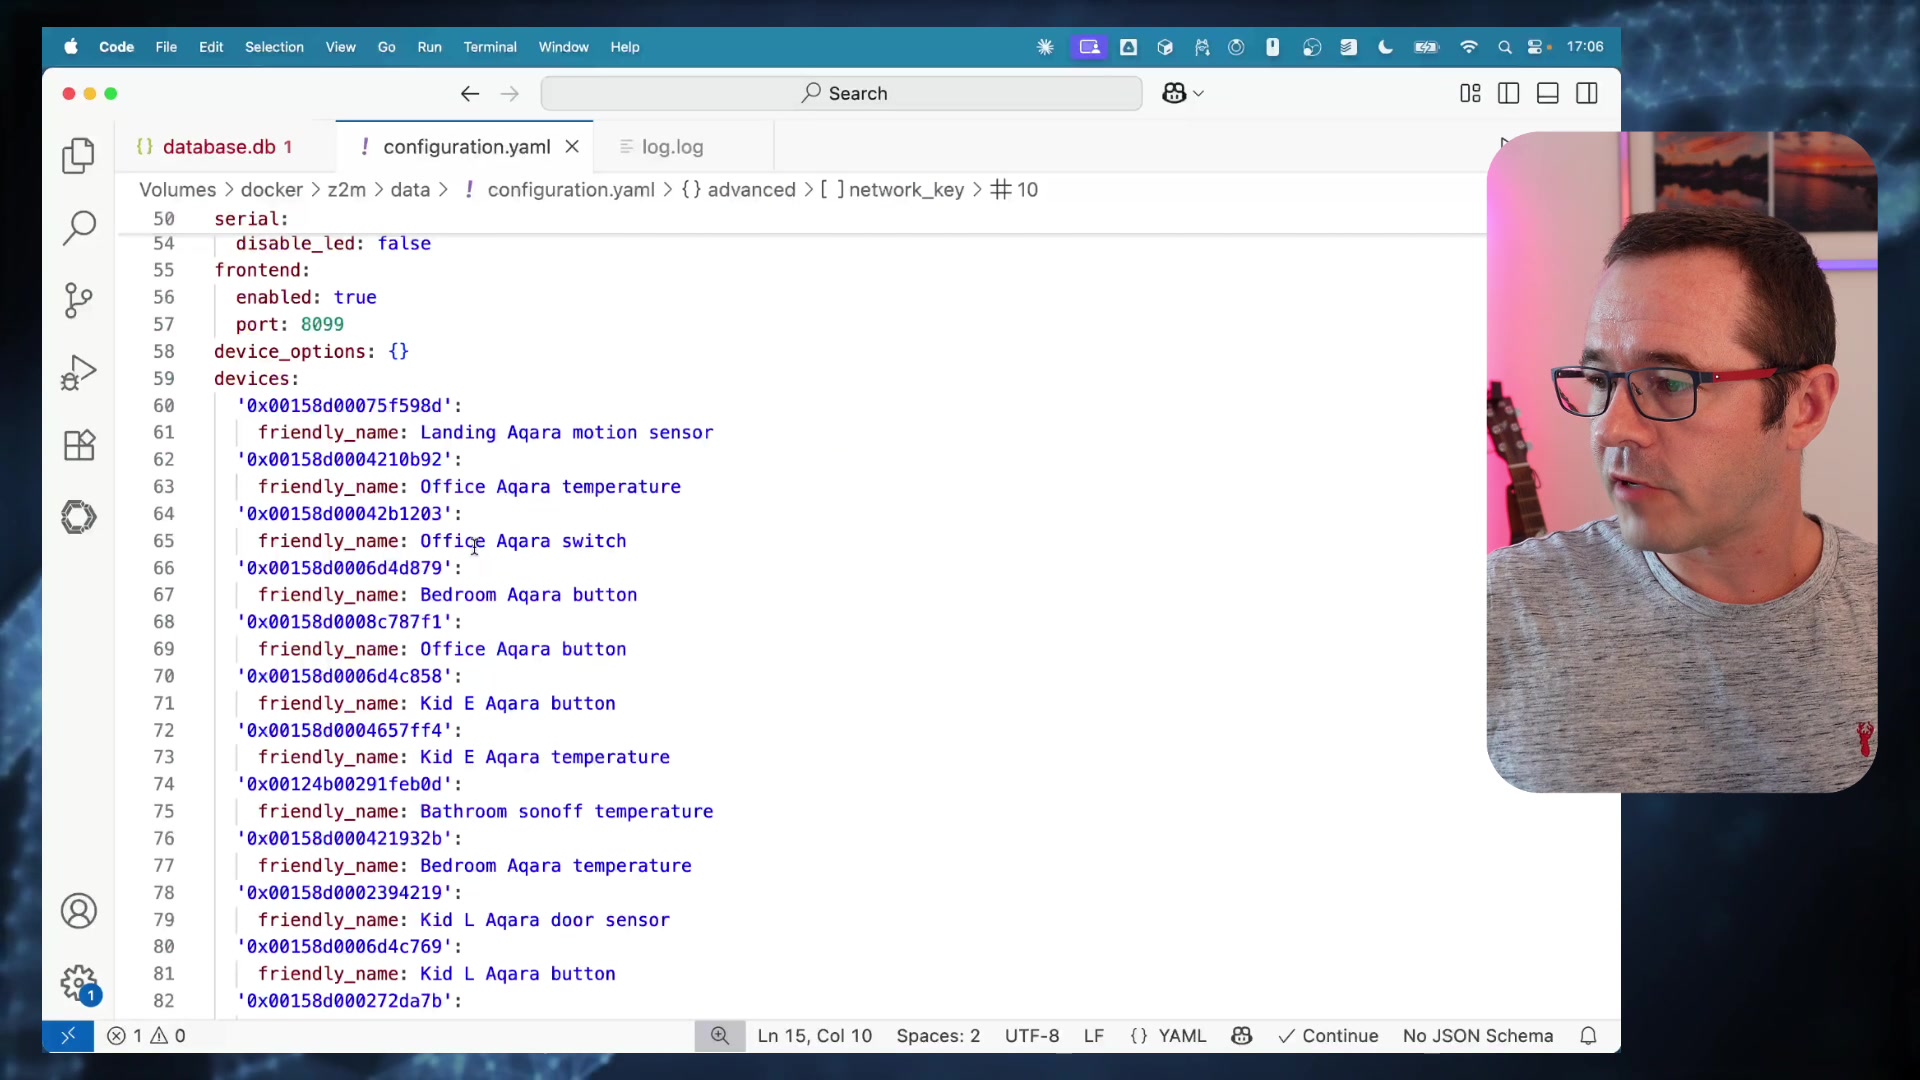 Code File Edit Selection View Go Run Terminal Window Help 17:06
Search
{} database.db 1 ! configuration.yaml log.log
Volumes > docker > z2m > data > ! configuration.yaml > {} advanced > [ ] network_key > # 10
50 serial:
54 disable_led: false
55 frontend:
56 enabled: true
57 port: 8099
58 device_options: {}
59 devices:
60 '0x00158d00075f598d':
61 friendly_name: Landing Aqara motion sensor
62 '0x00158d0004210b92':
63 friendly_name: Office Aqara temperature
64 '0x00158d00042b1203':
65 friendly_name: Office Aqara switch
66 '0x00158d0006d4d879':
67 friendly_name: Bedroom Aqara button
68 '0x00158d0008c787f1':
69 friendly_name: Office Aqara button
70 '0x00158d0006d4c858':
71 friendly_name: Kid E Aqara button
72 '0x00158d0004657ff4':
73 friendly_name: Kid E Aqara temperature
74 '0x00124b00291feb0d':
75 friendly_name: Bathroom sonoff temperature
76 '0x00158d000421932b':
77 friendly_name: Bedroom Aqara temperature
78 '0x00158d0002394219':
79 friendly_name: Kid L Aqara door sensor
80 '0x00158d0006d4c769':
81 friendly_name: Kid L Aqara button
82 '0x00158d000272da7b':
1
1 0 Ln 15, Col 10 Spaces: 2 UTF-8 LF {} YAML Continue No JSON Schema